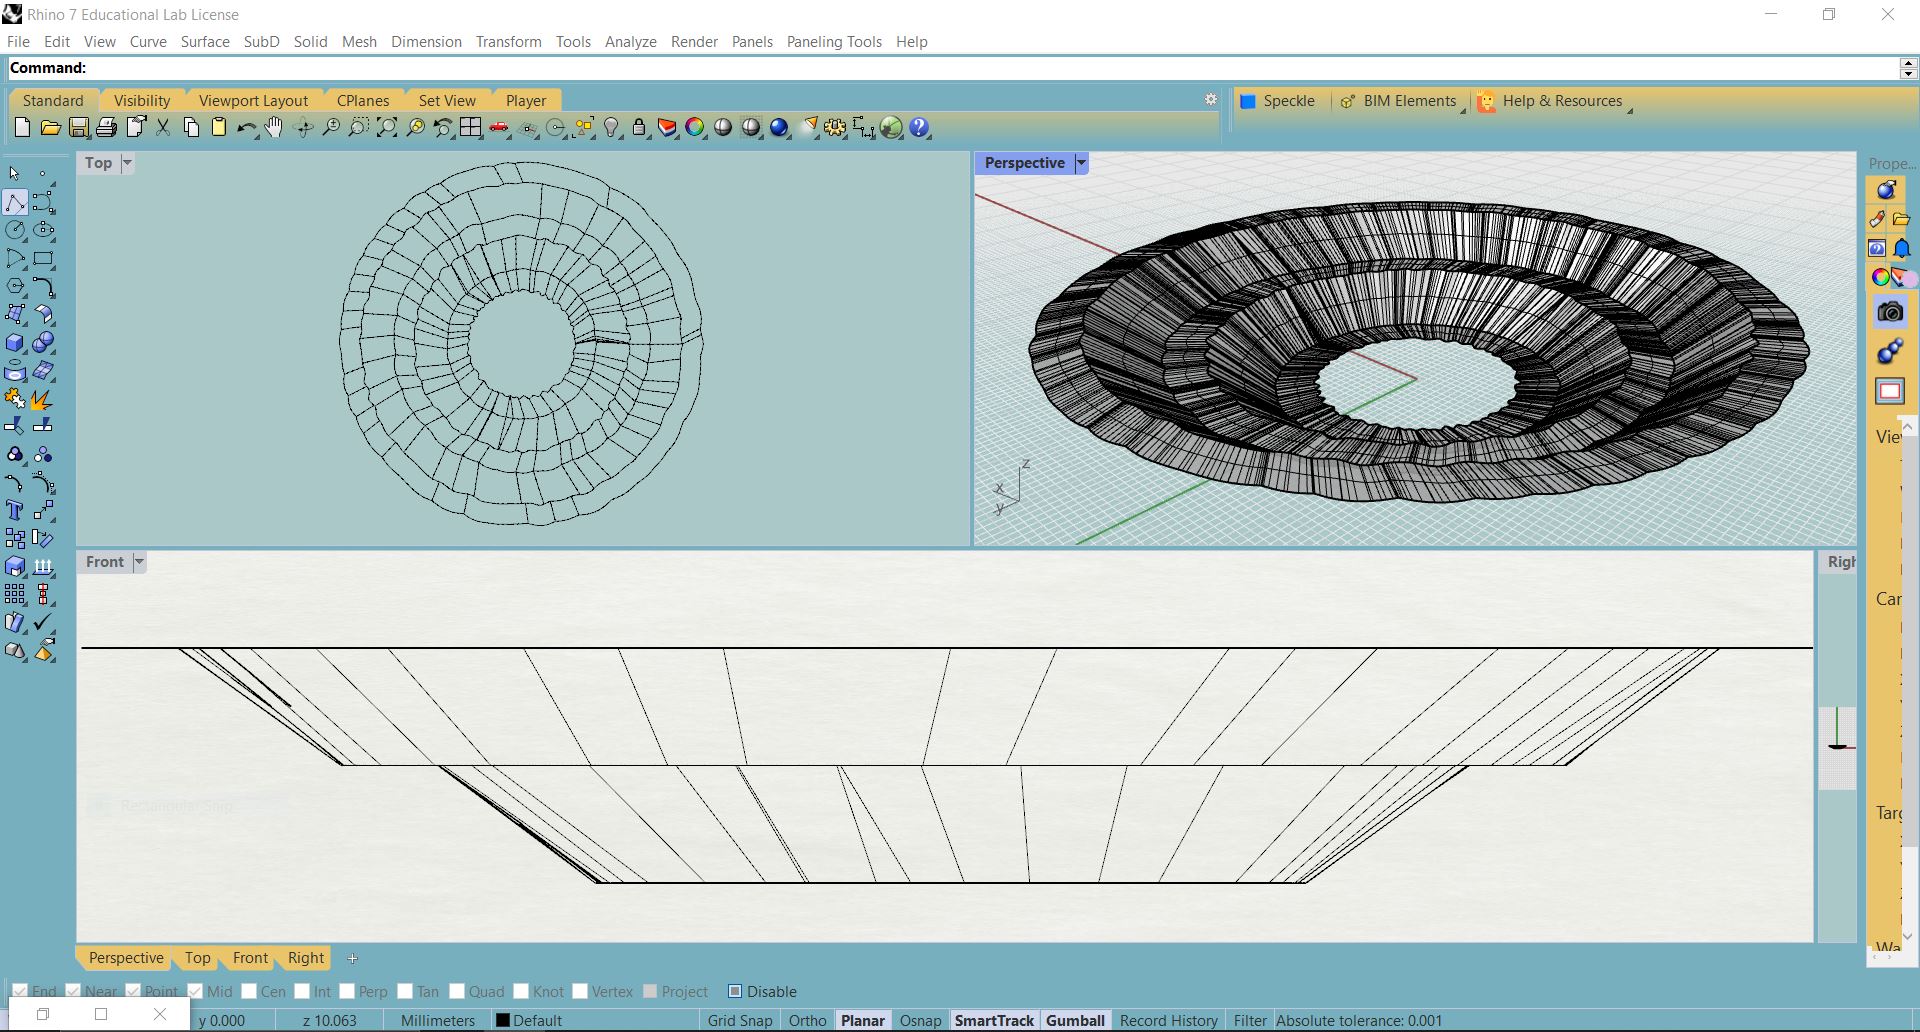 Rhino 7 Educational Lab License
File Edit View Curve Surface SubD Solid Mesh Dimension Transform Tools Analyze Render Panels Paneling Tools Help
Command:
Standard Visibility Viewport Layout CPlanes Set View Player Speckle BIM Elements Help & Resources
Top Perspective Prope...
z
x
y
Vie
Front Righ
Car
Rectangular Snip
Targ
Wa
Perspective Top Front Right
End Near Point Mid Cen Int Perp Tan Quad Knot Vertex Project Disable
y 0.000 z 10.063 Millimeters Default Grid Snap Ortho Planar Osnap SmartTrack Gumball Record History Filter Absolute tolerance: 0.001